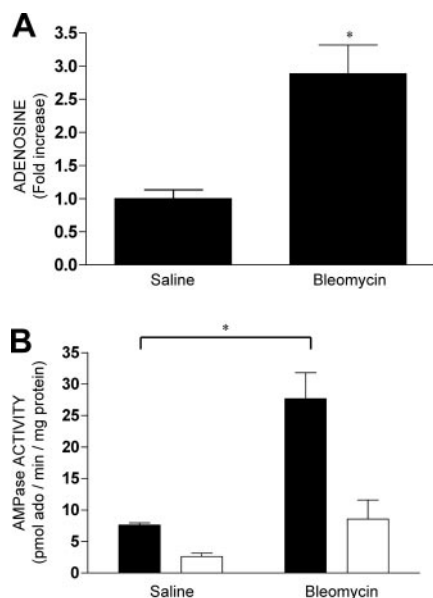 A
ADENOSINE
(Fold increase)
3.5
3.0
2.5
2.0
1.5
1.0
0.5
0.0
*
Saline
Bleomycin
B
AMPase ACTIVITY
(pmol ado / min / mg protein)
35
30
25
20
15
10
5
0
*
Saline
Bleomycin